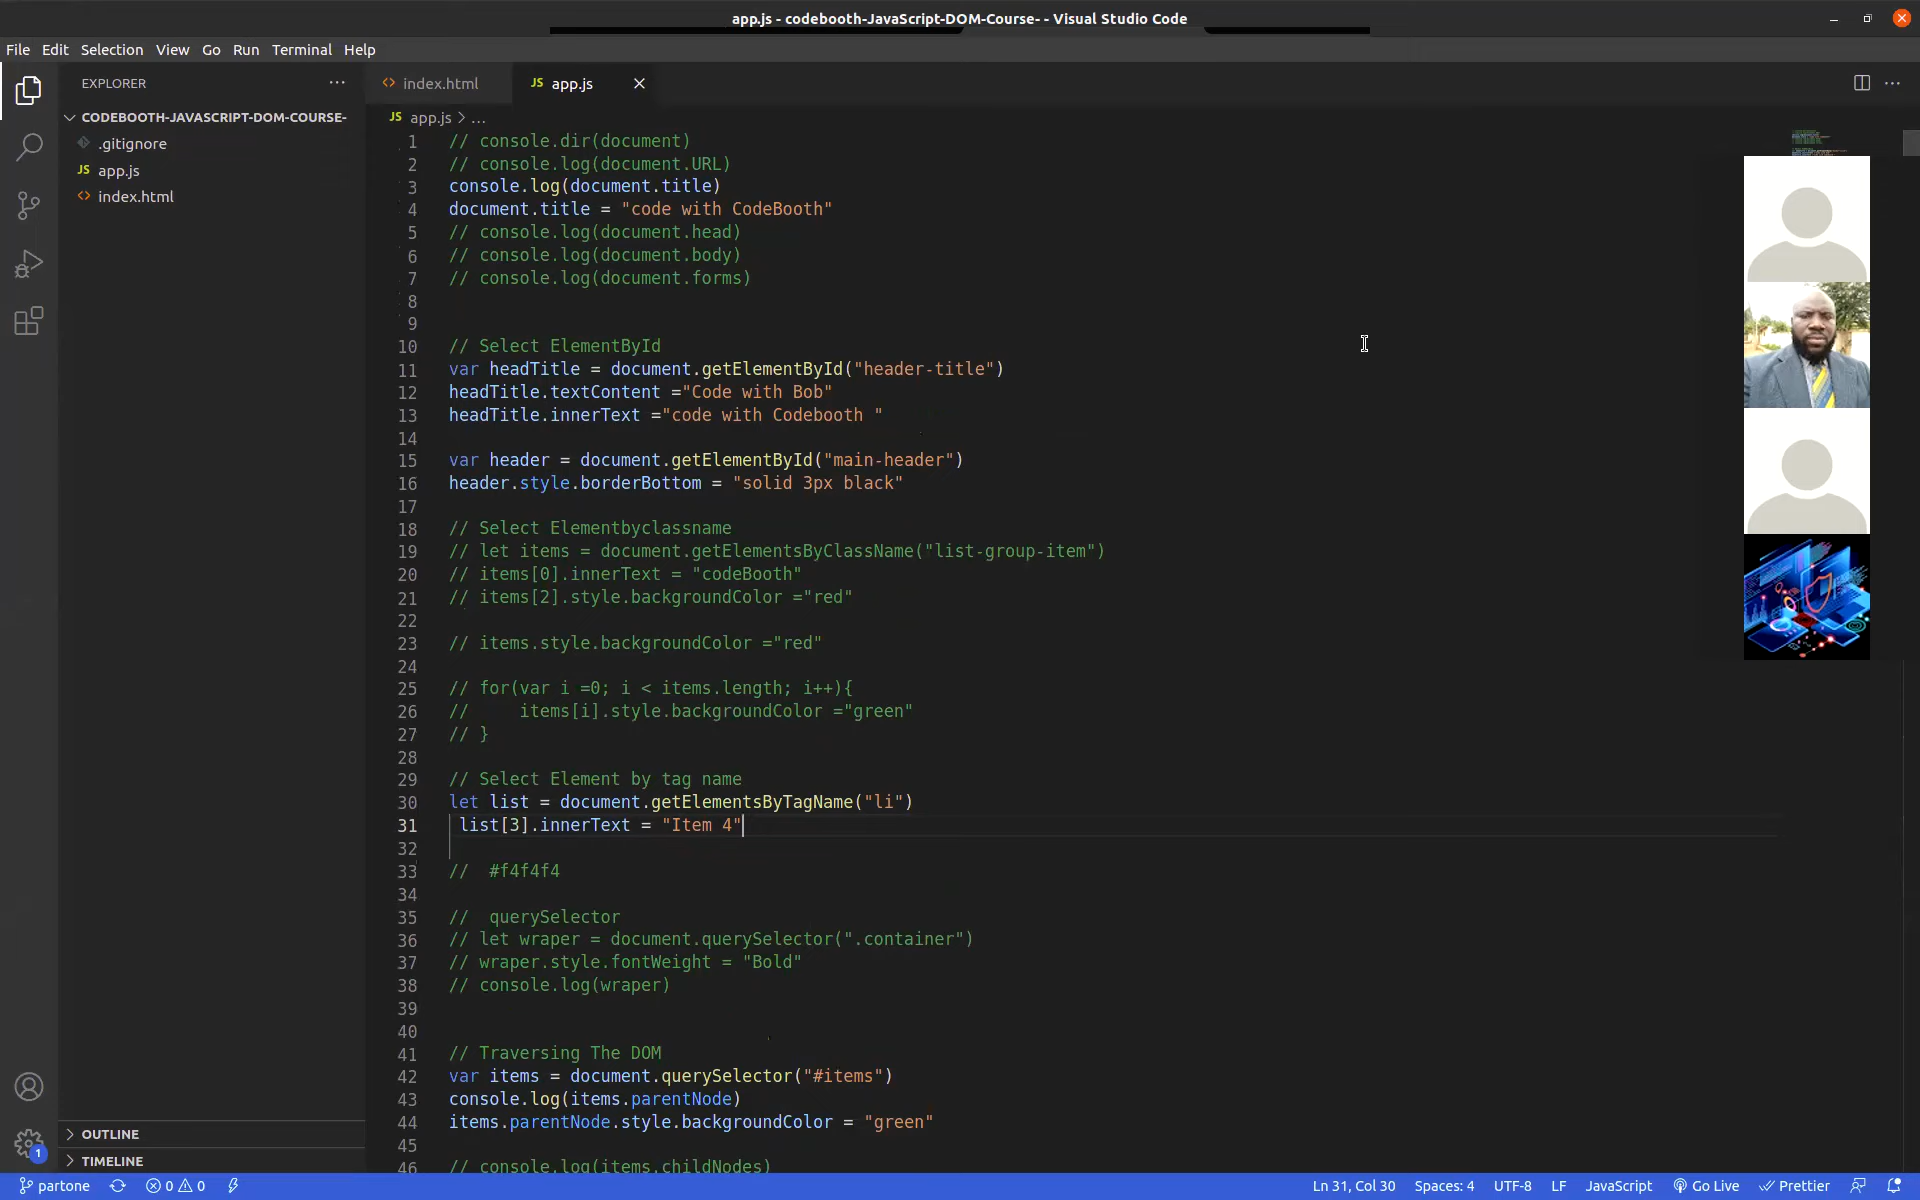 app.js - codebooth-JavaScript-DOM-Course- - Visual Studio Code
File Edit Selection View Go Run Terminal Help
EXPLORER
index.html
JS app.js
CODEBOOTH-JAVASCRIPT-DOM-COURSE-
.gitignore
JS app.js
index.html
JS app.js > ...
1 // console.dir(document)
2 // console.log(document.URL)
3 console.log(document.title)
4 document.title = "code with CodeBooth"
5 // console.log(document.head)
6 // console.log(document.body)
7 // console.log(document.forms)
8
9
10 // Select ElementById
11 var headTitle = document.getElementById("header-title")
12 headTitle.textContent ="Code with Bob"
13 headTitle.innerText ="code with Codebooth "
14
15 var header = document.getElementById("main-header")
16 header.style.borderBottom = "solid 3px black"
17
18 // Select Elementbyclassname
19 // let items = document.getElementsByClassName("list-group-item")
20 // items[0].innerText = "codeBooth"
21 // items[2].style.backgroundColor ="red"
22
23 // items.style.backgroundColor ="red"
24
25 // for(var i =0; i < items.length; i++){
26 //     items[i].style.backgroundColor ="green"
27 // }
28
29 // Select Element by tag name
30 let list = document.getElementsByTagName("li")
31  list[3].innerText = "Item 4"
32
33 //  #f4f4f4
34
35 //  querySelector
36 // let wraper = document.querySelector(".container")
37 // wraper.style.fontWeight = "Bold"
38 // console.log(wraper)
39
40
41 // Traversing The DOM
42 var items = document.querySelector("#items")
43 console.log(items.parentNode)
44 items.parentNode.style.backgroundColor = "green"
45
46 // console.log(items.childNodes)
OUTLINE
TIMELINE
1
partone 0 0 Ln 31, Col 30 Spaces: 4 UTF-8 LF JavaScript Go Live Prettier